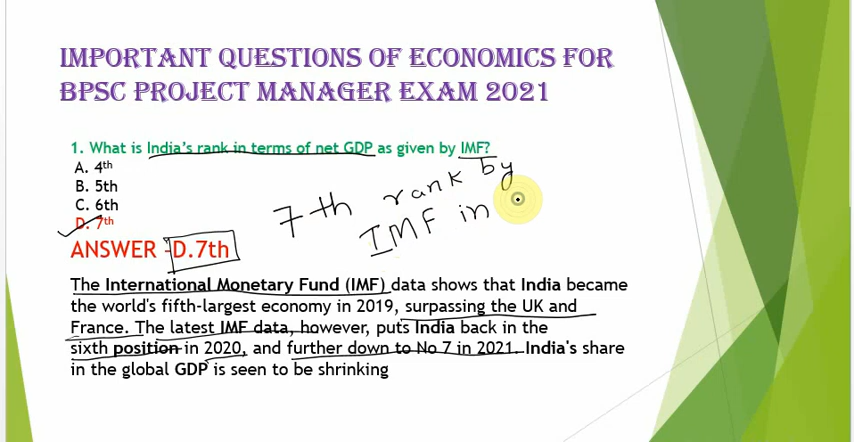 IMPORTANT QUESTIONS OF ECONOMICS FOR
BPSC PROJECT MANAGER EXAM 2021
1. What is India's rank in terms of net GDP as given by IMF?
A. 4th
B. 5th
C. 6th
D. 7th
ANSWER -D.7th
7th rank by
IMF in
The International Monetary Fund (IMF) data shows that India became
the world's fifth-largest economy in 2019, surpassing the UK and
France. The latest IMF data, however, puts India back in the
sixth position in 2020, and further down to No 7 in 2021. India's share
in the global GDP is seen to be shrinking